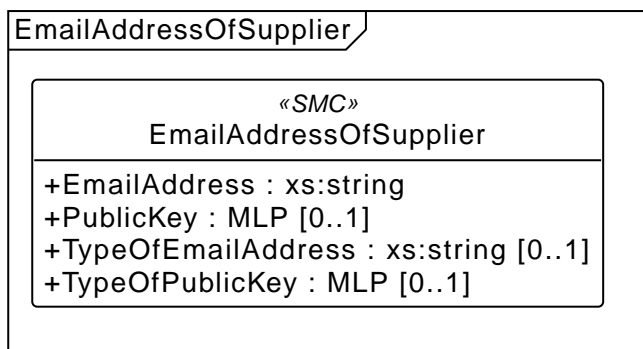 EmailAddressOfSupplier
«SMC»
EmailAddressOfSupplier
+EmailAddress : xs:string
+PublicKey : MLP [0..1]
+TypeOfEmailAddress : xs:string [0..1]
+TypeOfPublicKey : MLP [0..1]